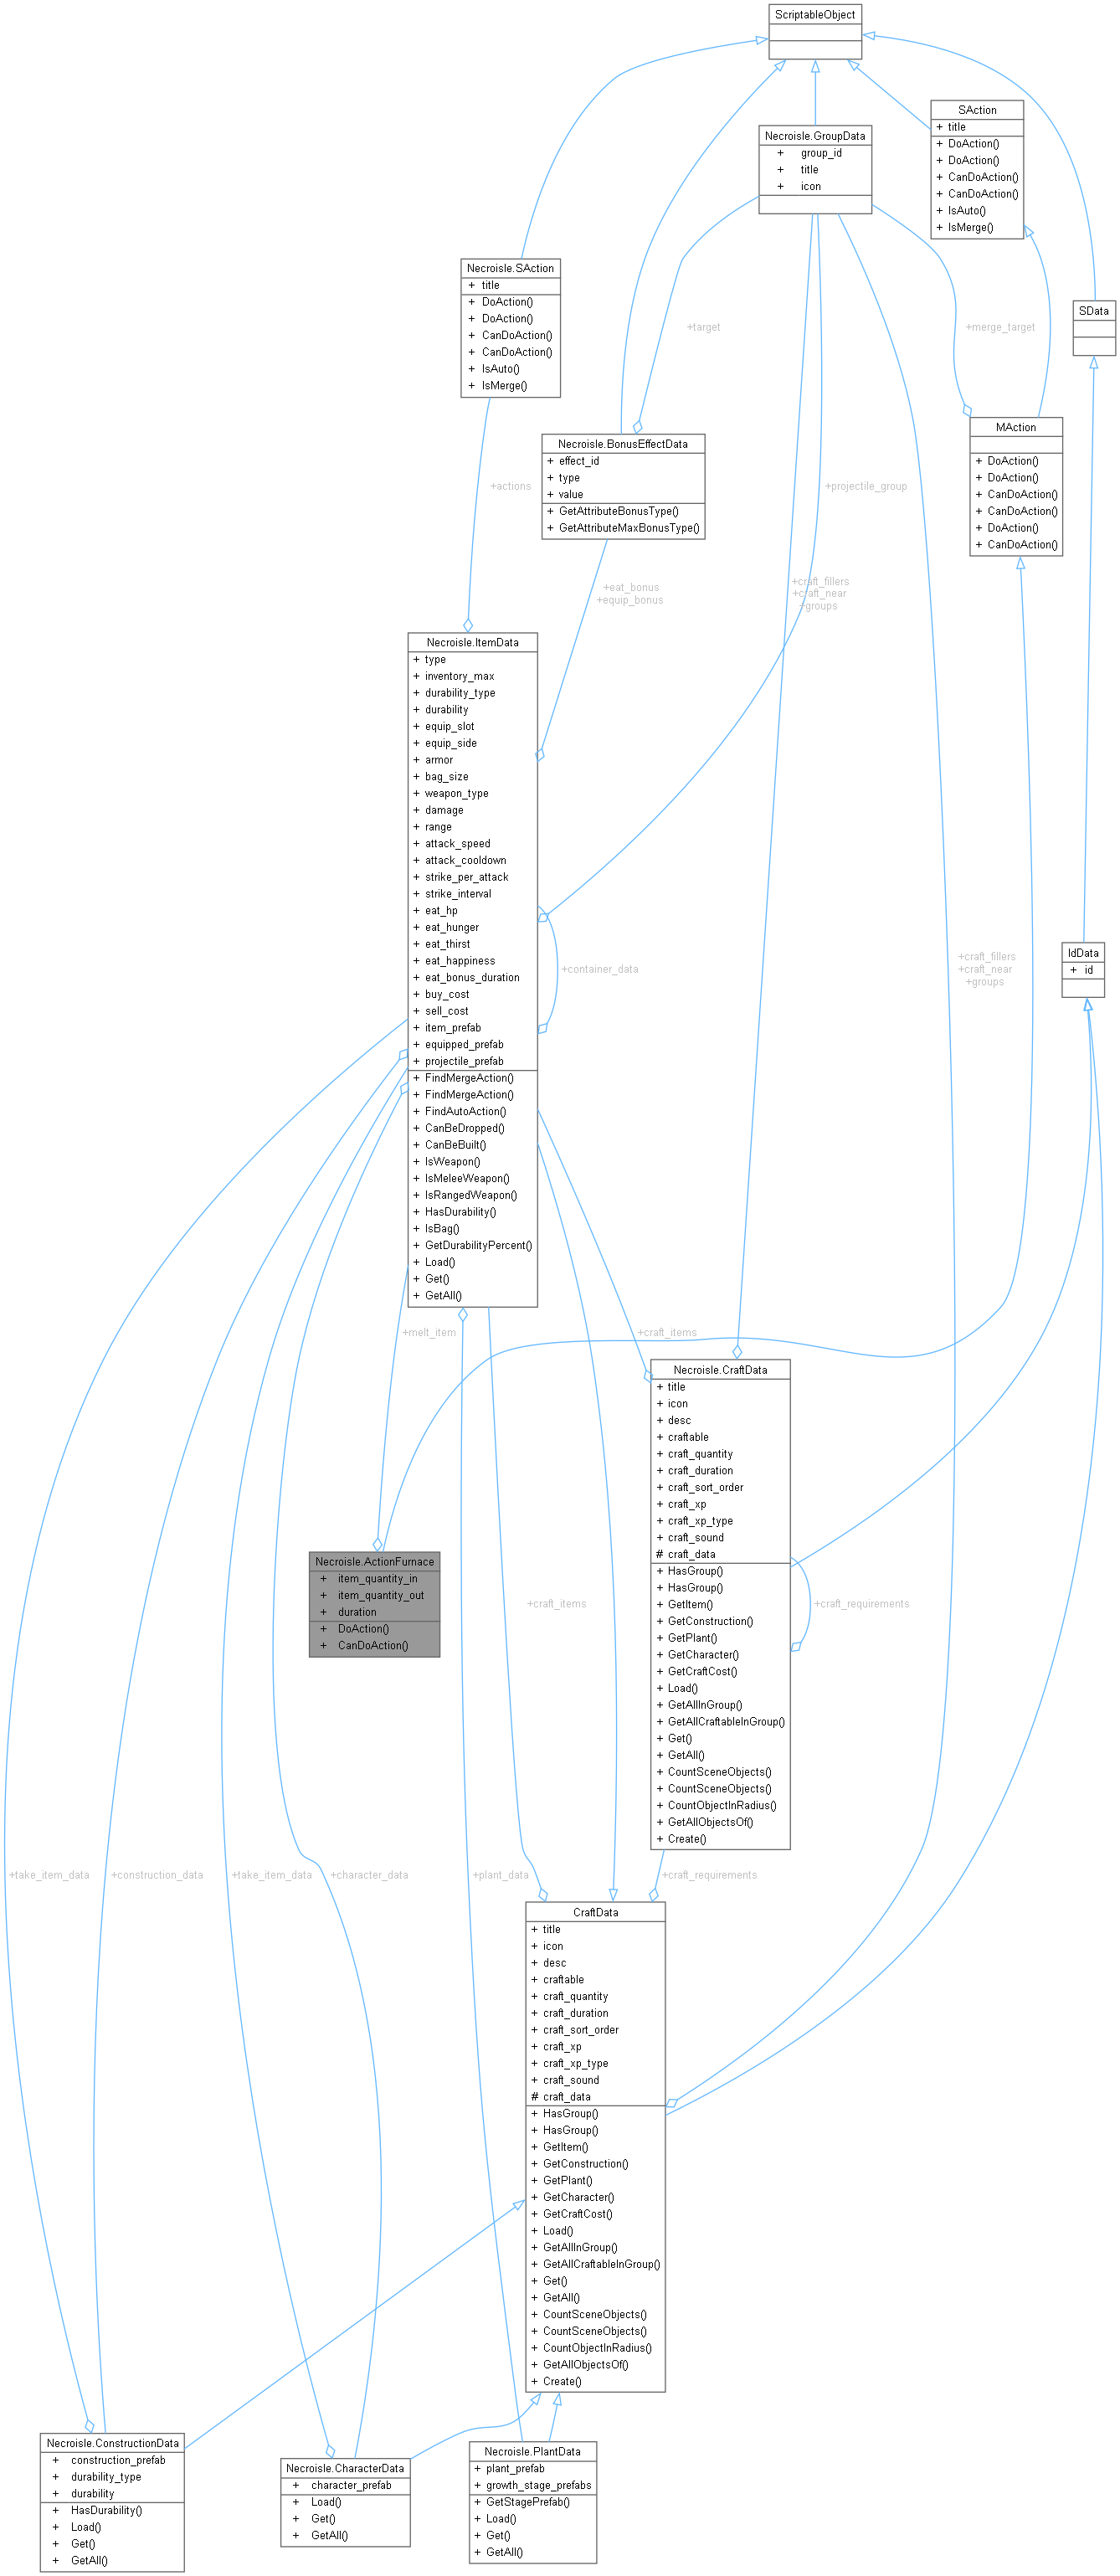 ScriptableObject
SAction
+ title
+ DoAction()
+ DoAction()
+ CanDoAction()
+ CanDoAction()
+ IsAuto()
+ IsMerge()
Necroisle.GroupData
+ group_id
+ title
+ icon
Necroisle.SAction
+ title
+ DoAction()
+ DoAction()
+ CanDoAction()
+ CanDoAction()
+ IsAuto()
+ IsMerge()
SData
+target
+merge_target
MAction
+ DoAction()
+ DoAction()
+ CanDoAction()
+ CanDoAction()
+ DoAction()
+ CanDoAction()
Necroisle.BonusEffectData
+ effect_id
+ type
+ value
+ GetAttributeBonusType()
+ GetAttributeMaxBonusType()
+actions
+projectile_group
+eat_bonus
+equip_bonus
+craft_fillers
+craft_near
+groups
Necroisle.ItemData
+ type
+ inventory_max
+ durability_type
+ durability
+ equip_slot
+ equip_side
+ armor
+ bag_size
+ weapon_type
+ damage
+ range
+ attack_speed
+ attack_cooldown
+ strike_per_attack
+ strike_interval
+ eat_hp
+ eat_hunger
+ eat_thirst
+ eat_happiness
+ eat_bonus_duration
+ buy_cost
+ sell_cost
+ item_prefab
+ equipped_prefab
+ projectile_prefab
+ FindMergeAction()
+ FindMergeAction()
+ FindAutoAction()
+ CanBeDropped()
+ CanBeBuilt()
+ IsWeapon()
+ IsMeleeWeapon()
+ IsRangedWeapon()
+ HasDurability()
+ IsBag()
+ GetDurabilityPercent()
+ Load()
+ Get()
+ GetAll()
+container_data
+craft_fillers
+craft_near
+groups
IdData
+ id
+melt_item
+craft_items
Necroisle.CraftData
+ title
+ icon
+ desc
+ craftable
+ craft_quantity
+ craft_duration
+ craft_sort_order
+ craft_xp
+ craft_xp_type
+ craft_sound
# craft_data
+ HasGroup()
+ HasGroup()
+ GetItem()
+ GetConstruction()
+ GetPlant()
+ GetCharacter()
+ GetCraftCost()
+ Load()
+ GetAllInGroup()
+ GetAllCraftableInGroup()
+ Get()
+ GetAll()
+ CountSceneObjects()
+ CountSceneObjects()
+ CountObjectInRadius()
+ GetAllObjectsOf()
+ Create()
Necroisle.ActionFurnace
+ item_quantity_in
+ item_quantity_out
+ duration
+ DoAction()
+ CanDoAction()
+craft_items
+craft_requirements
+take_item_data
+construction_data
+take_item_data
+character_data
+plant_data
+craft_requirements
CraftData
+ title
+ icon
+ desc
+ craftable
+ craft_quantity
+ craft_duration
+ craft_sort_order
+ craft_xp
+ craft_xp_type
+ craft_sound
# craft_data
+ HasGroup()
+ HasGroup()
+ GetItem()
+ GetConstruction()
+ GetPlant()
+ GetCharacter()
+ GetCraftCost()
+ Load()
+ GetAllInGroup()
+ GetAllCraftableInGroup()
+ Get()
+ GetAll()
+ CountSceneObjects()
+ CountSceneObjects()
+ CountObjectInRadius()
+ GetAllObjectsOf()
+ Create()
Necroisle.ConstructionData
+ construction_prefab
+ durability_type
+ durability
+ HasDurability()
+ Load()
+ Get()
+ GetAll()
Necroisle.CharacterData
+ character_prefab
+ Load()
+ Get()
+ GetAll()
Necroisle.PlantData
+ plant_prefab
+ growth_stage_prefabs
+ GetStagePrefab()
+ Load()
+ Get()
+ GetAll()